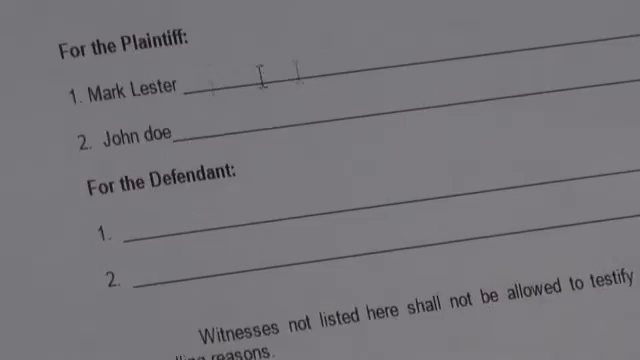 For the Plaintiff:
1. Mark Lester
2. John doe
For the Defendant:
1.
2.
Witnesses not listed here shall not be allowed to testify
reasons.